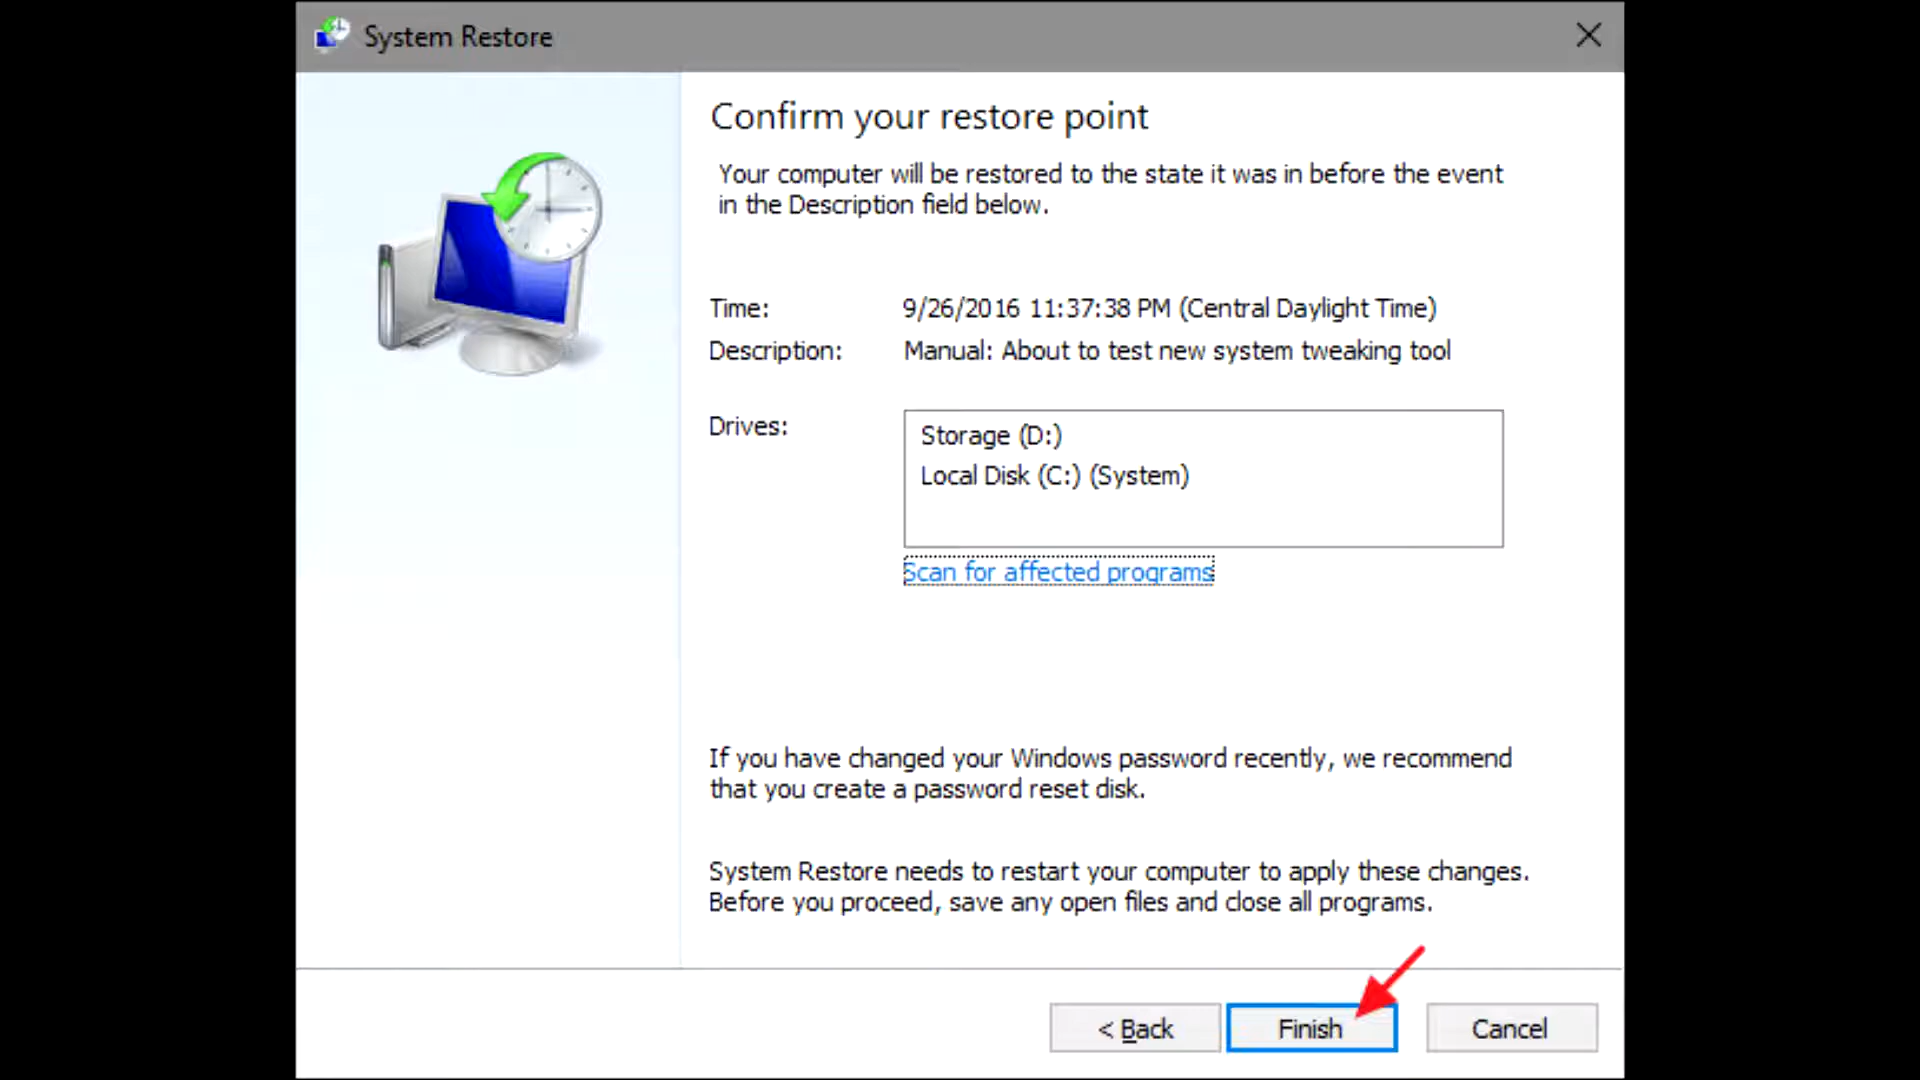 System Restore
Confirm your restore point
Your computer will be restored to the state it was in before the event
in the Description field below.
Time: 9/26/2016 11:37:38 PM (Central Daylight Time)
Description: Manual: About to test new system tweaking tool
Drives: Storage (D:)
Local Disk (C:) (System)
Scan for affected programs
If you have changed your Windows password recently, we recommend
that you create a password reset disk.
System Restore needs to restart your computer to apply these changes.
Before you proceed, save any open files and close all programs.
< Back Finish Cancel